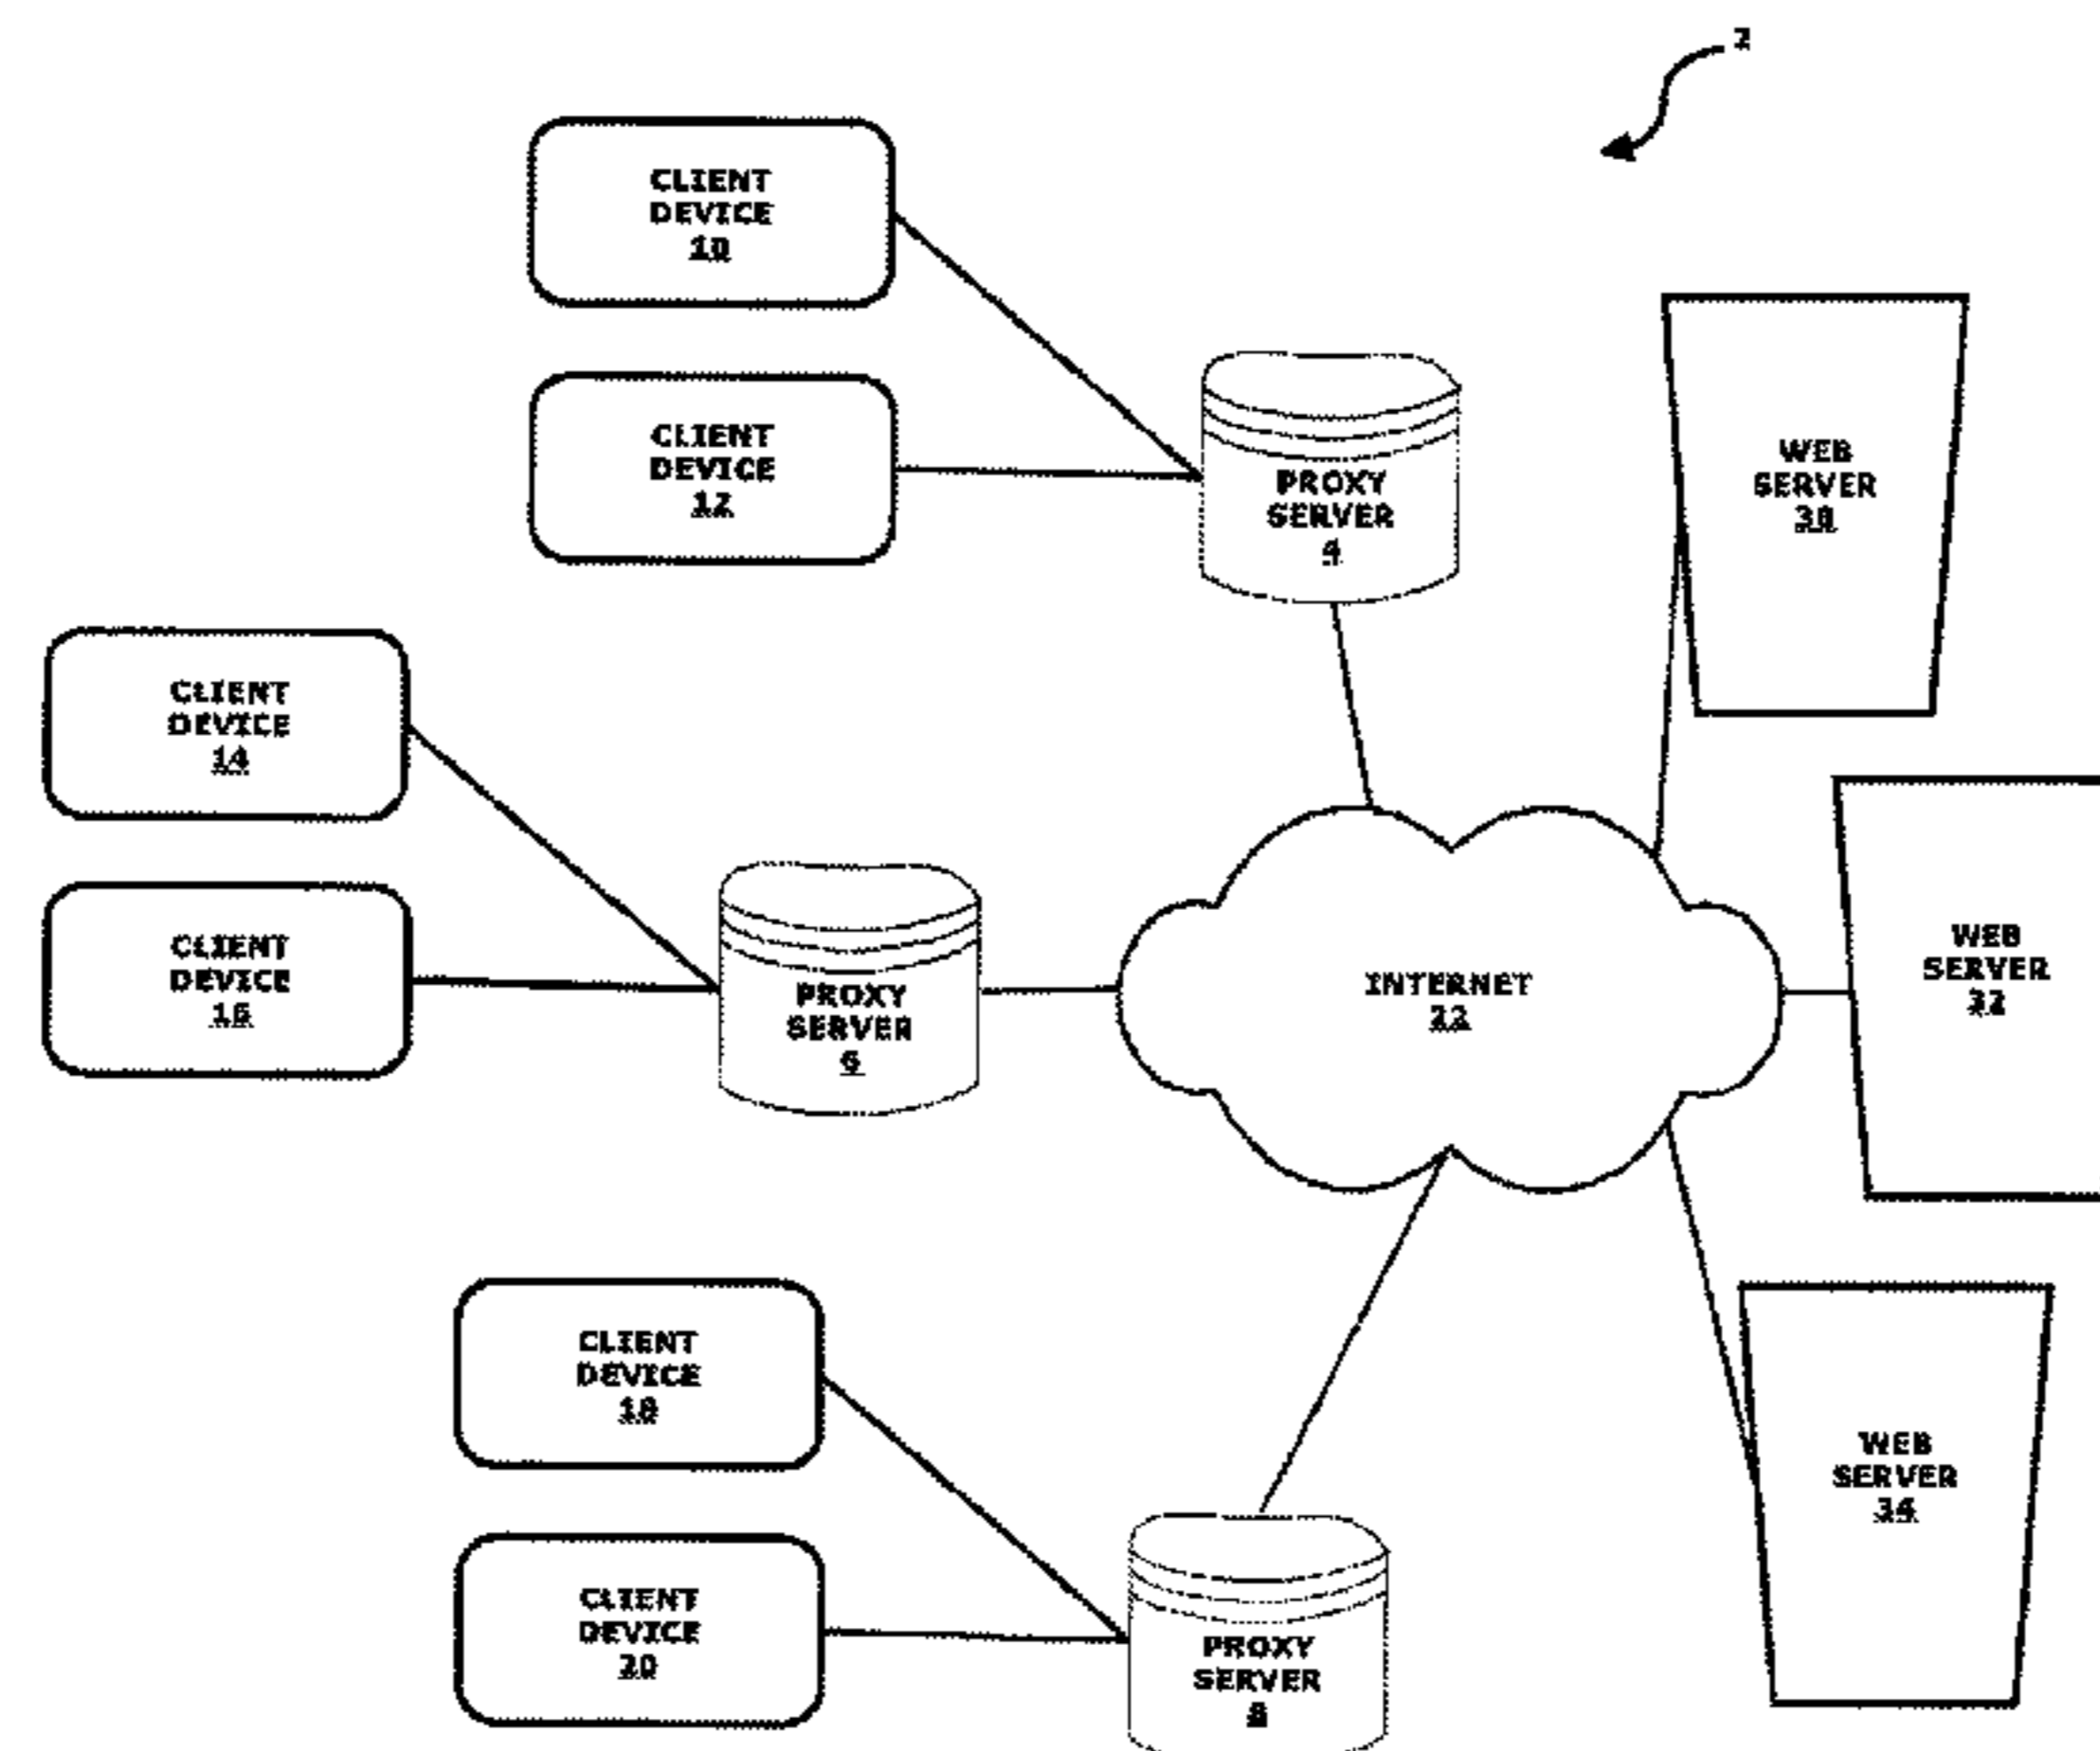 2
CLIENT
DEVICE
10
CLIENT
DEVICE
12
PROXY
SERVER
4
WEB
SERVER
30
CLIENT
DEVICE
14
CLIENT
DEVICE
16
PROXY
SERVER
6
INTERNET
22
WEB
SERVER
32
CLIENT
DEVICE
18
CLIENT
DEVICE
20
PROXY
SERVER
8
WEB
SERVER
34